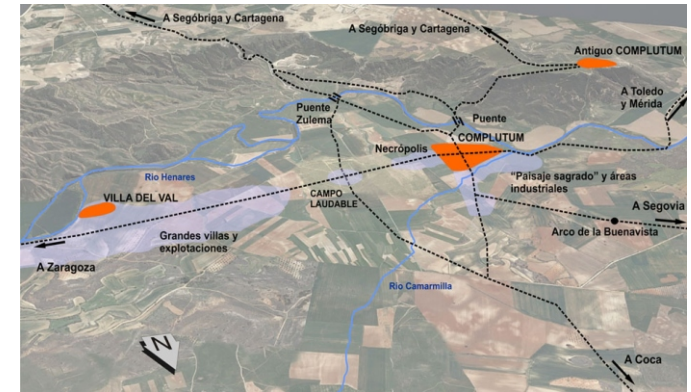 A Segóbriga y Cartagena
A Segóbriga y Cartagena
Antiguo COMPLUTUM
A Toledo
y Mérida
Puente
Zulema
Puente
COMPLUTUM
Necrópolis
Río Henares
"Paisaje sagrado" y áreas
industriales
VILLA DEL VAL
CAMPO
LAUDABLE
A Segovia
Grandes villas y
explotaciones
Arco de la Buenavista
A Zaragoza
Río Camarmilla
N
A Coca